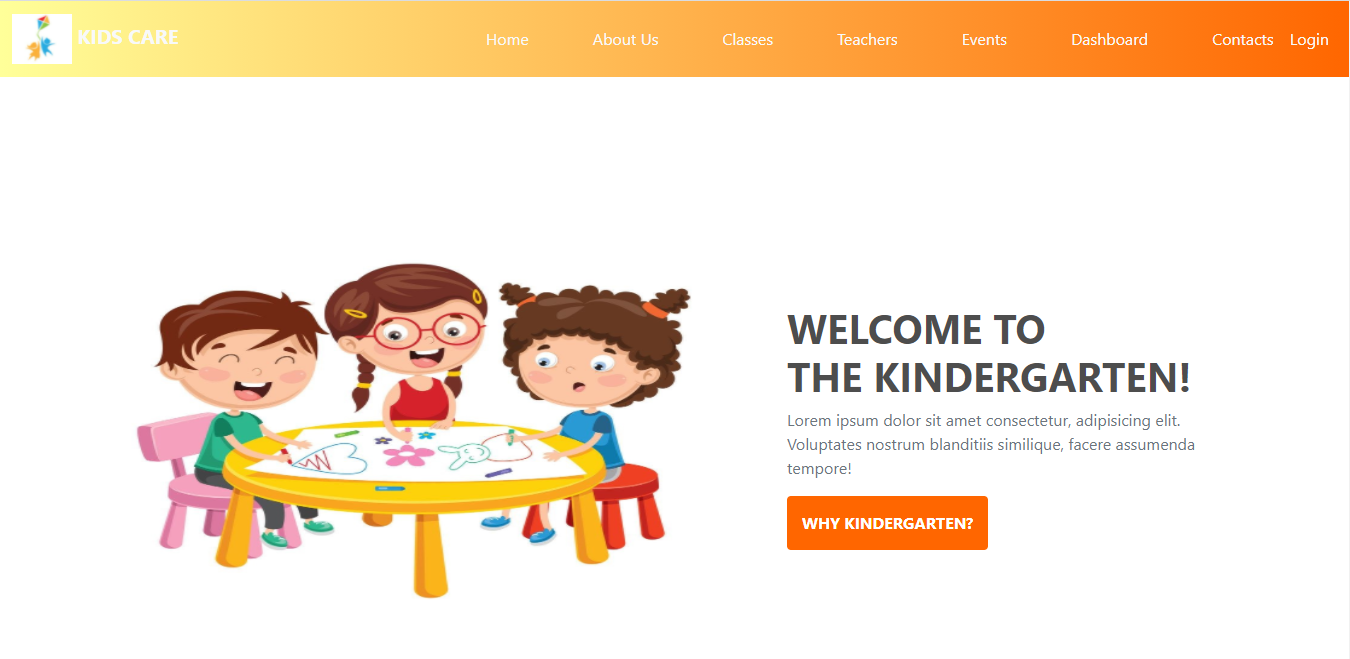 KIDS CARE
Home About Us Classes Teachers Events Dashboard Contacts Login
WELCOME TO
THE KINDERGARTEN!
Lorem ipsum dolor sit amet consectetur, adipisicing elit.
Voluptates nostrum blanditiis similique, facere assumenda
tempore!
WHY KINDERGARTEN?